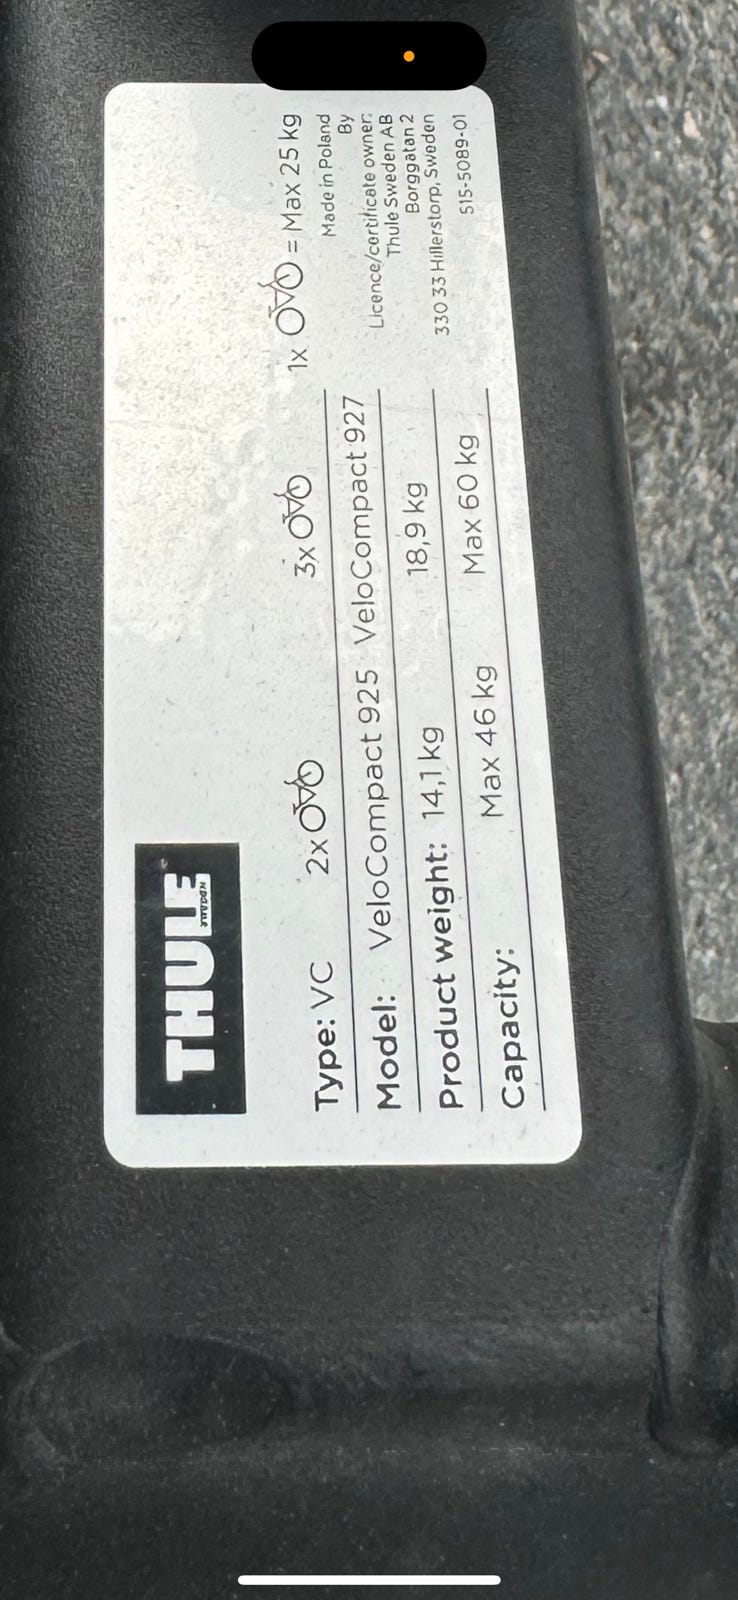 THULE
SWEDEN
2x 3x 1x = Max 25 kg
Type: VC
Model: VeloCompact 925 VeloCompact 927
Product weight: 14,1 kg 18,9 kg
Capacity: Max 46 kg Max 60 kg
Made in Poland
By
Licence/certificate owner:
Thule Sweden AB
Borggatan 2
330 33 Hillerstorp, Sweden
515-5089-01